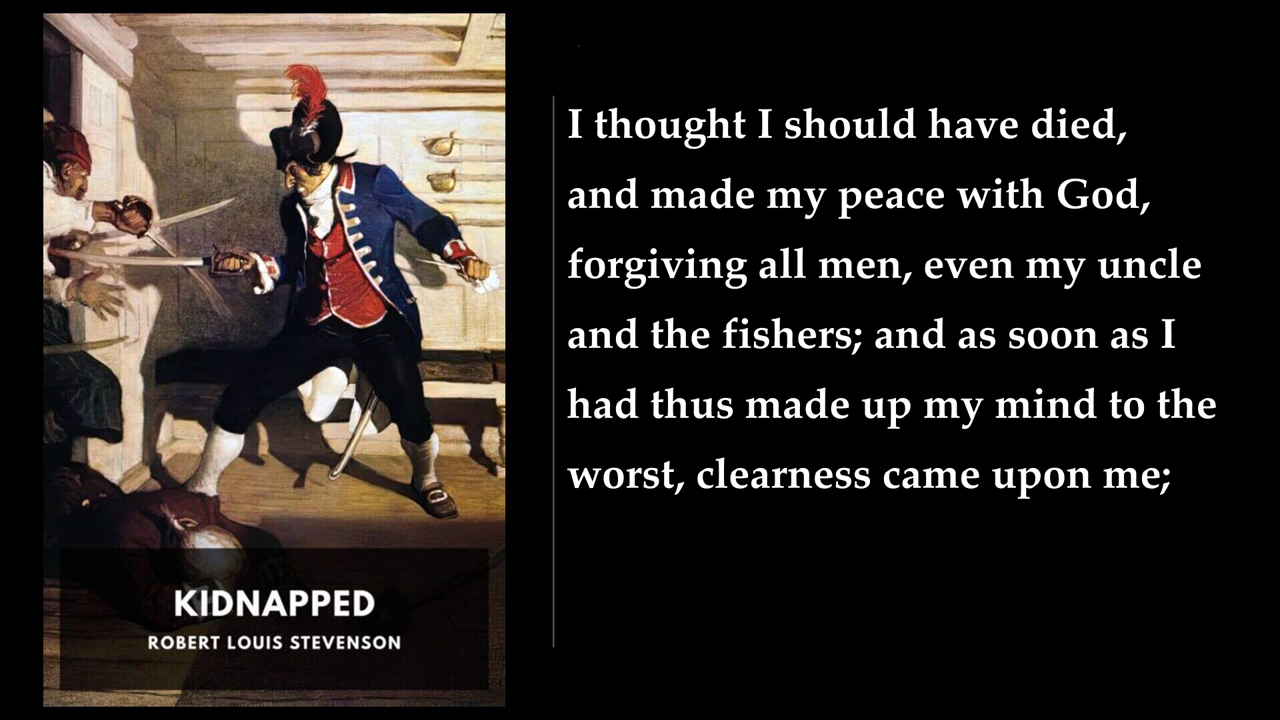 I thought I should have died,
and made my peace with God,
forgiving all men, even my uncle
and the fishers; and as soon as I
had thus made up my mind to the
worst, clearness came upon me;
KIDNAPPED
ROBERT LOUIS STEVENSON